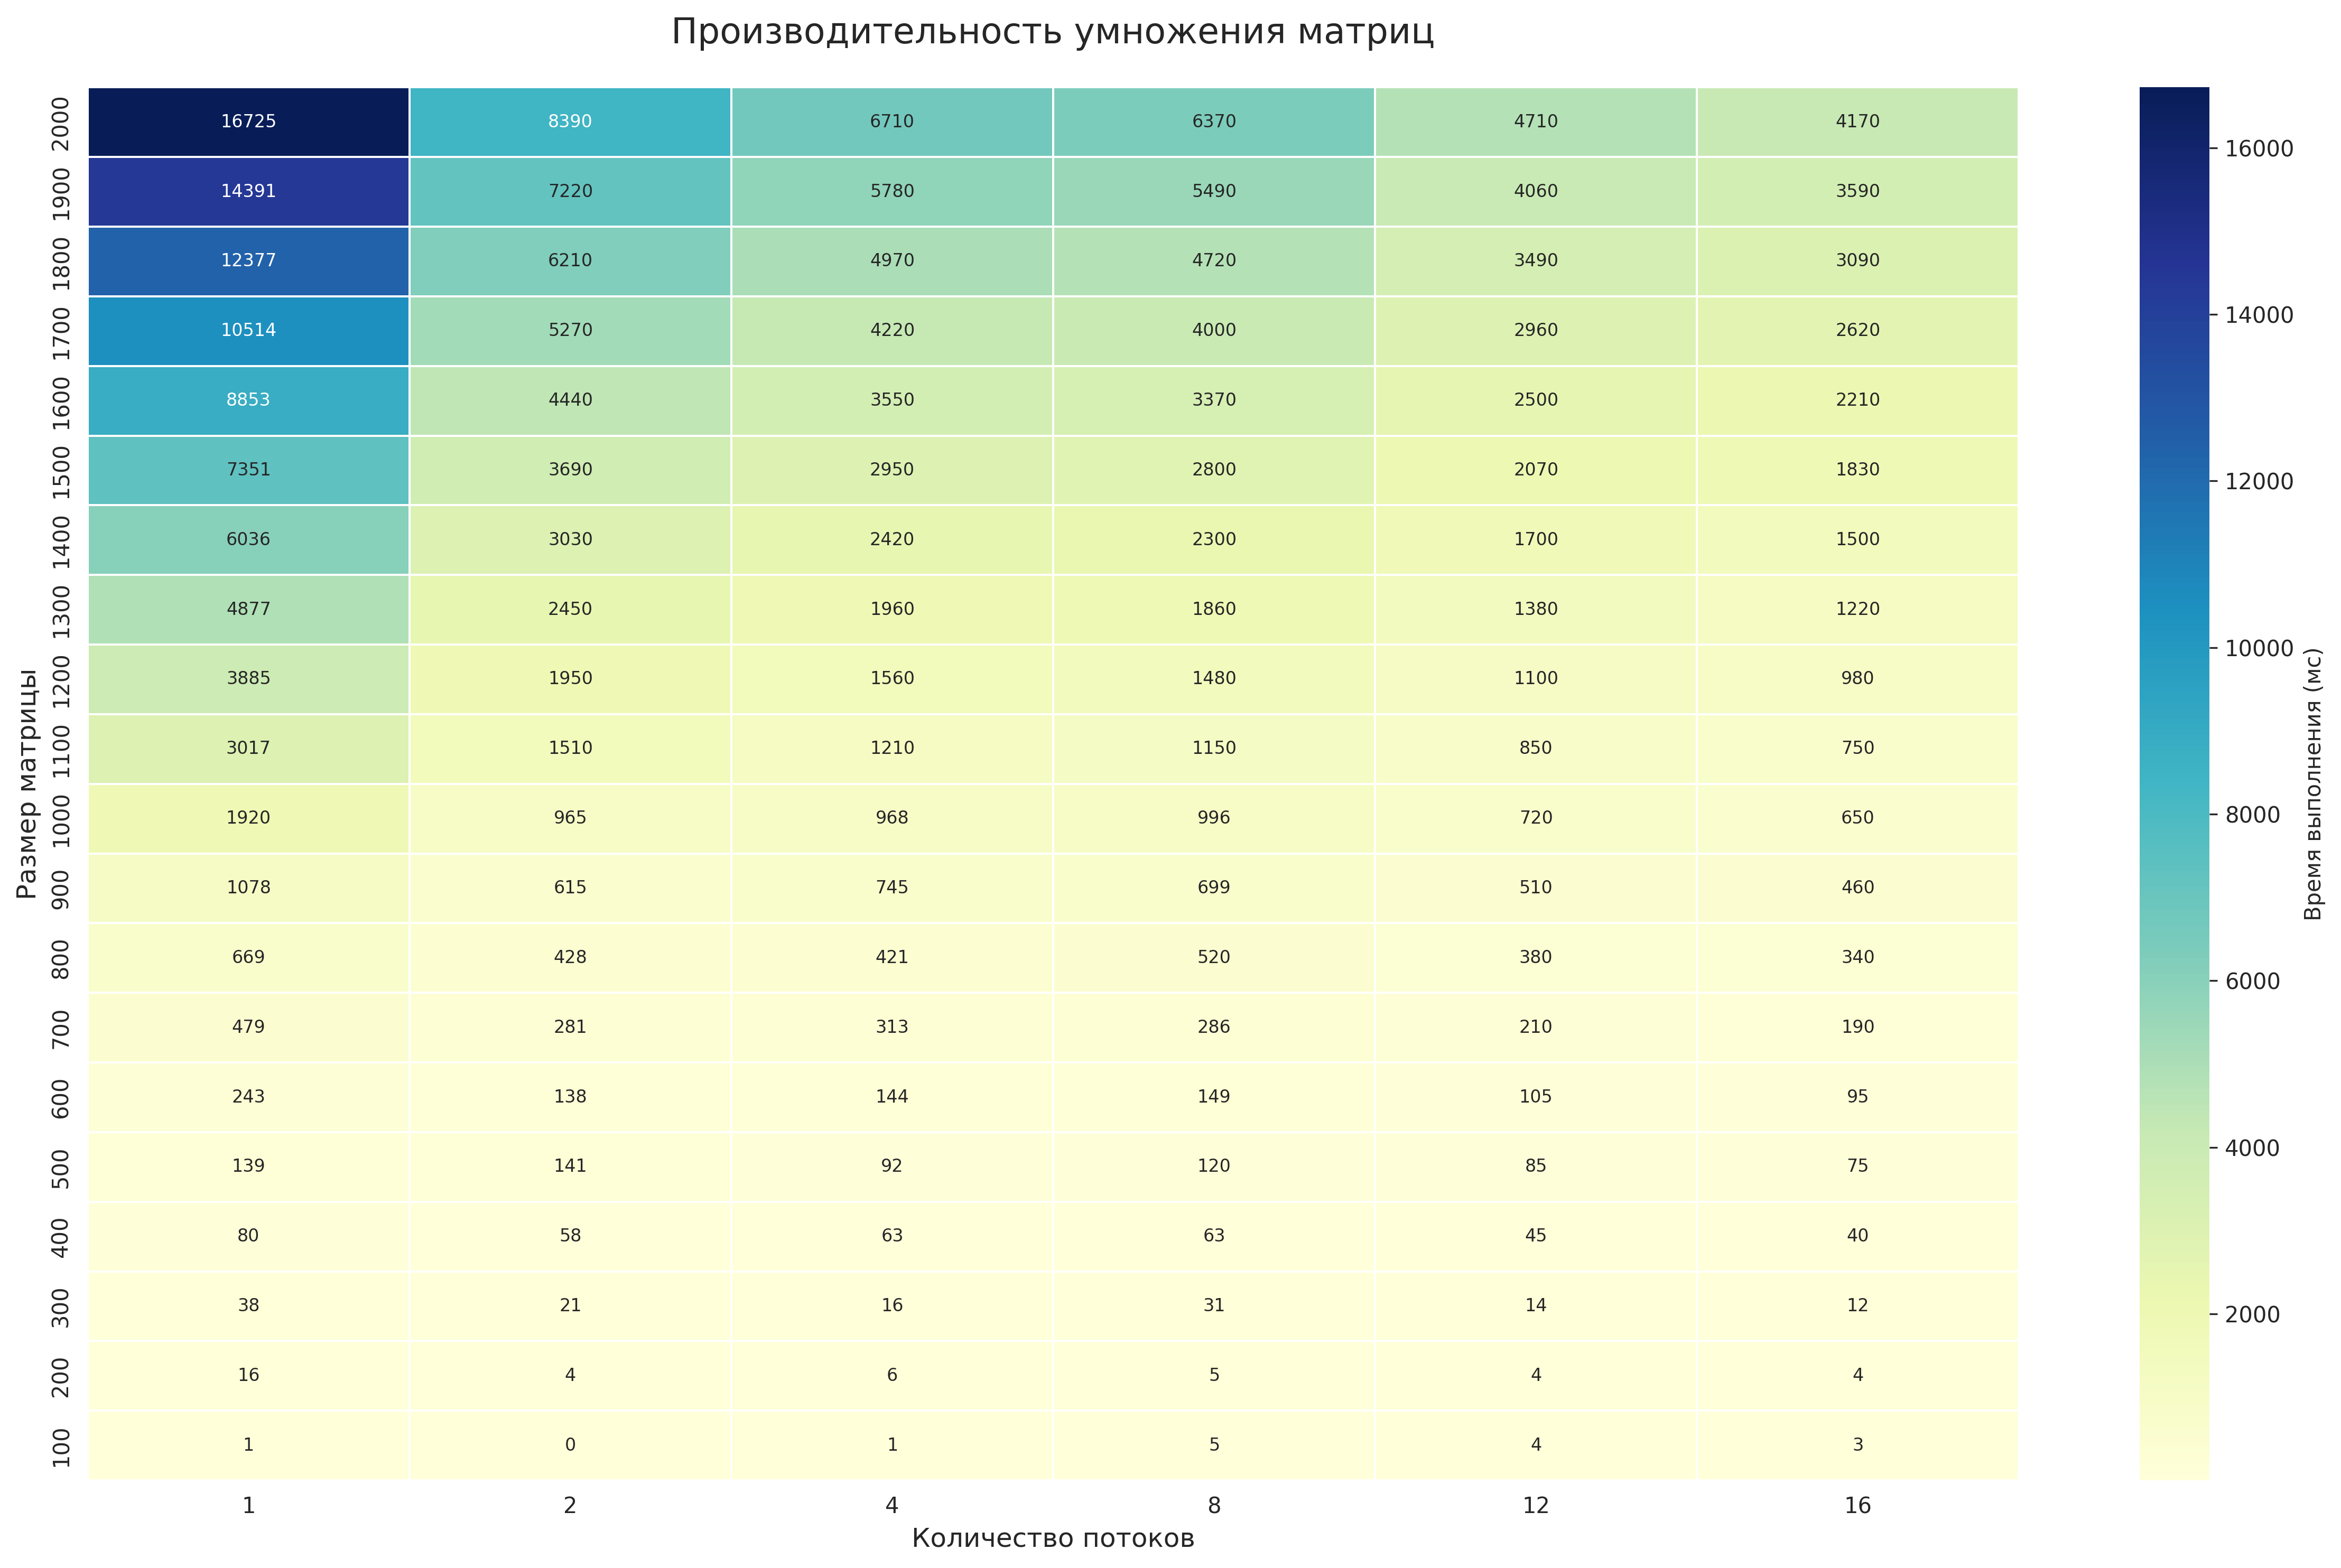 Производительность умножения матриц
2000 16725 8390 6710 6370 4710 4170
1900 14391 7220 5780 5490 4060 3590
1800 12377 6210 4970 4720 3490 3090
1700 10514 5270 4220 4000 2960 2620
1600 8853 4440 3550 3370 2500 2210
1500 7351 3690 2950 2800 2070 1830
1400 6036 3030 2420 2300 1700 1500
1300 4877 2450 1960 1860 1380 1220
1200 3885 1950 1560 1480 1100 980
1100 3017 1510 1210 1150 850 750
1000 1920 965 968 996 720 650
900 1078 615 745 699 510 460
800 669 428 421 520 380 340
700 479 281 313 286 210 190
600 243 138 144 149 105 95
500 139 141 92 120 85 75
400 80 58 63 63 45 40
300 38 21 16 31 14 12
200 16 4 6 5 4 4
100 1 0 1 5 4 3
1 2 4 8 12 16
Количество потоков
Размер матрицы
16000
14000
12000
10000
8000
6000
4000
2000
Время выполнения (мс)